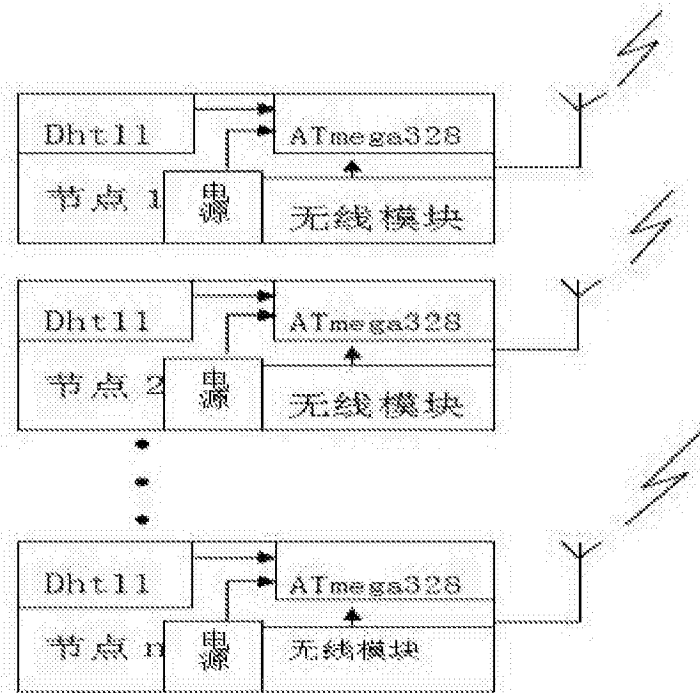 Dht11 ATmega328
节点 1 电源 无线模块
Dht11 ATmega328
节点 2 电源 无线模块
Dht11 ATmega328
节点 n 电源 无线模块